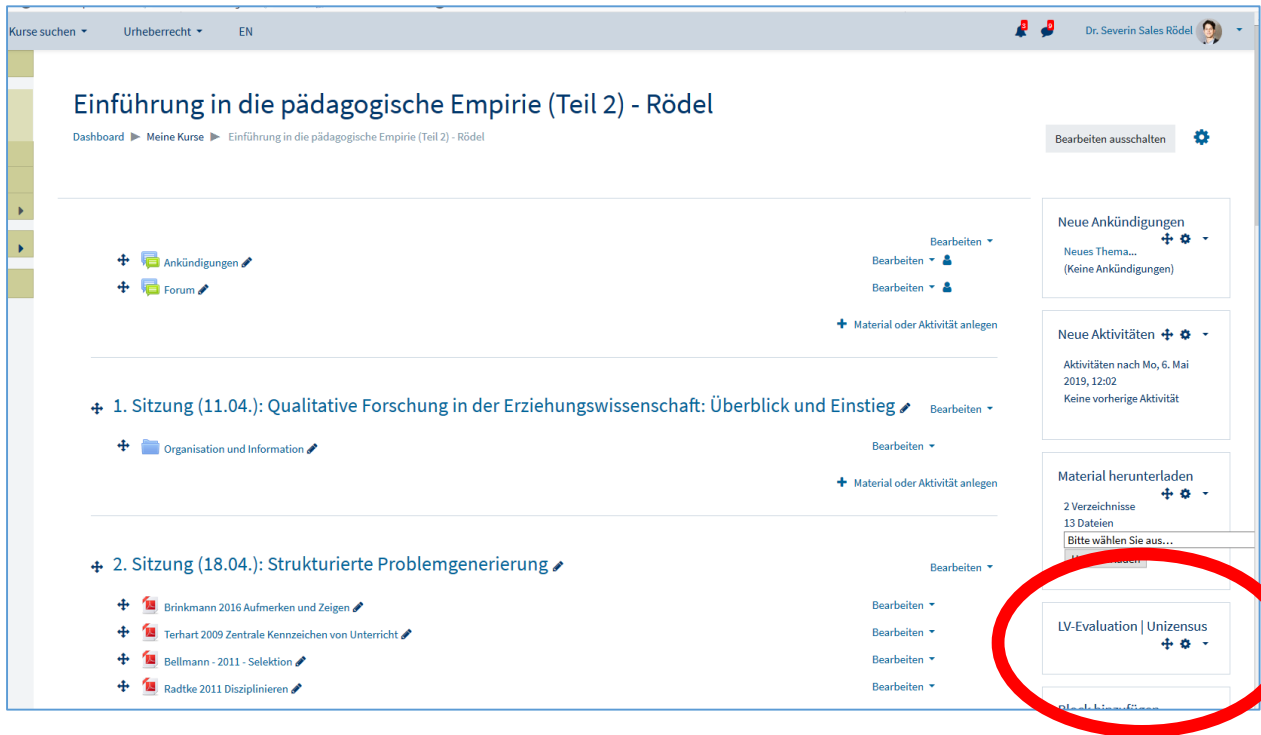 Kurse suchen
Urheberrecht
EN
3
9
Dr. Severin Sales Rödel
Einführung in die pädagogische Empirie (Teil 2) - Rödel
Dashboard ▶ Meine Kurse ▶ Einführung in die pädagogische Empirie (Teil 2) - Rödel
Bearbeiten ausschalten
Bearbeiten
Ankündigungen
Bearbeiten
Forum
Bearbeiten
Material oder Aktivität anlegen
1. Sitzung (11.04.): Qualitative Forschung in der Erziehungswissenschaft: Überblick und Einstieg
Bearbeiten
Organisation und Information
Bearbeiten
Material oder Aktivität anlegen
2. Sitzung (18.04.): Strukturierte Problemgenerierung
Bearbeiten
Brinkmann 2016 Aufmerken und Zeigen
Bearbeiten
Terhart 2009 Zentrale Kennzeichen von Unterricht
Bearbeiten
Bellmann - 2011 - Selektion
Bearbeiten
Radtke 2011 Disziplinieren
Bearbeiten
Neue Ankündigungen
Neues Thema...
(Keine Ankündigungen)
Neue Aktivitäten
Aktivitäten nach Mo, 6. Mai
2019, 12:02
Keine vorherige Aktivität
Material herunterladen
2 Verzeichnisse
13 Dateien
Bitte wählen Sie aus...
LV-Evaluation | Unizensus
Block hinzufügen